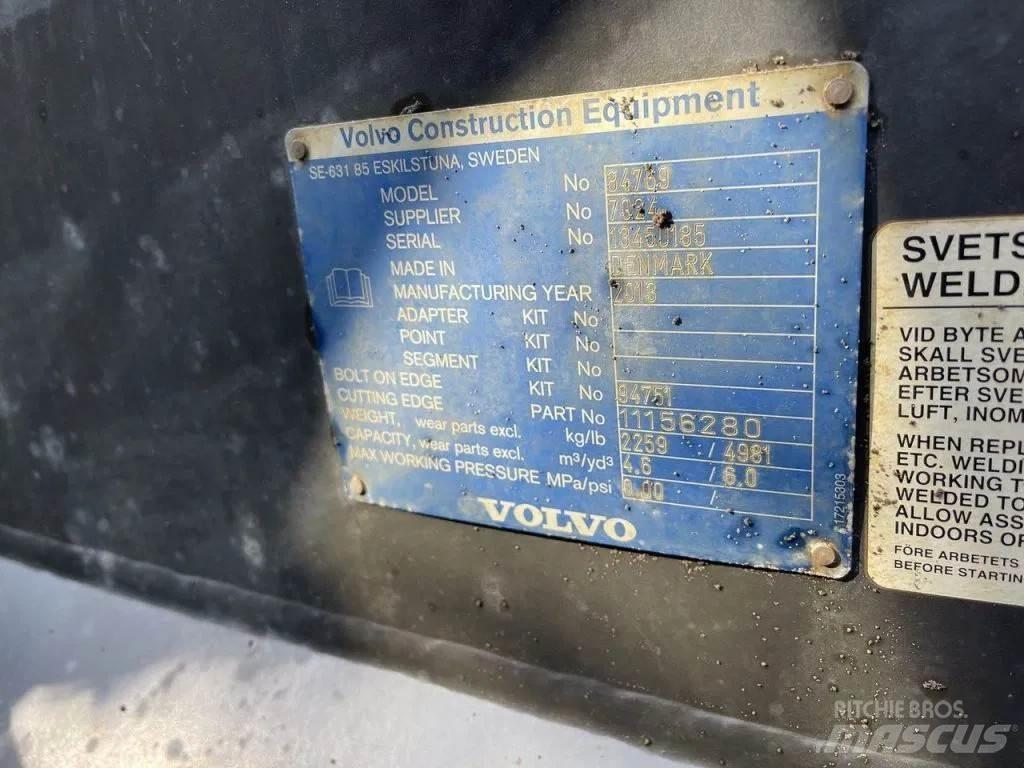 Volvo Construction Equipment
SE-631 85 ESKILSTUNA, SWEDEN
MODEL No 84769
SUPPLIER No
SERIAL No 13450185
MADE IN DENMARK
MANUFACTURING YEAR 2013
ADAPTER KIT No
POINT KIT No
SEGMENT KIT No
BOLT ON EDGE KIT No 94751
CUTTING EDGE PART No 11156280
WEIGHT, wear parts excl. kg/lb 2259 / 4981
CAPACITY, wear parts excl. m³/yd³ 4.6 / 6.0
MAX WORKING PRESSURE MPa/psi 0.00 /
VOLVO
17215303
SVETS
WELD
VID BYTE A
SKALL SVE
ARBETSOM
EFTER SVE
LUFT, INOM
WHEN REPL
ETC. WELDI
WORKING T
WELDED TO
ALLOW ASS
INDOORS OF
FÖRE ARBETETS
BEFORE STARTIN
RITCHIE BROS.
MASCUS